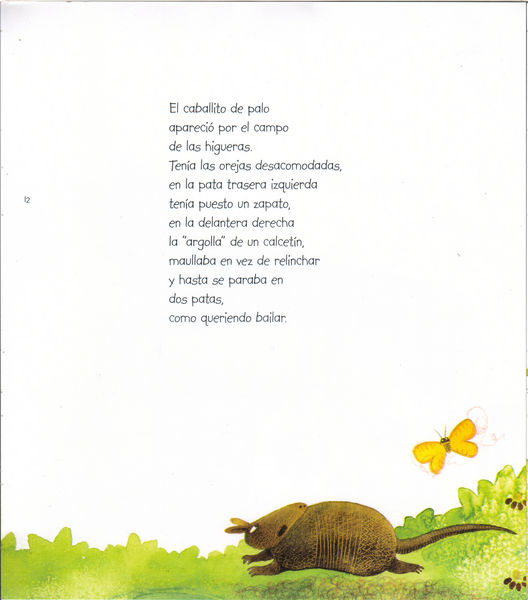 El caballito de palo
apareció por el campo
de las higueras.
Tenía las orejas desacomodadas,
en la pata trasera izquierda
tenía puesto un zapato,
en la delantera derecha
la "argolla" de un calcetín,
maullaba en vez de relinchar
y hasta se paraba en
dos patas,
como queriendo bailar.
12